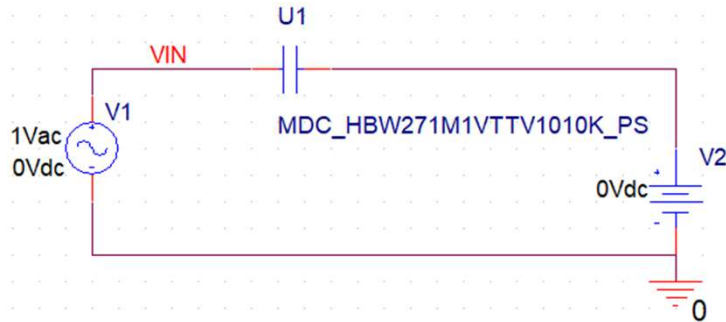 U1
VIN
V1
1Vac
0Vdc
MDC_HBW271M1VTTV1010K_PS
V2
0Vdc
0